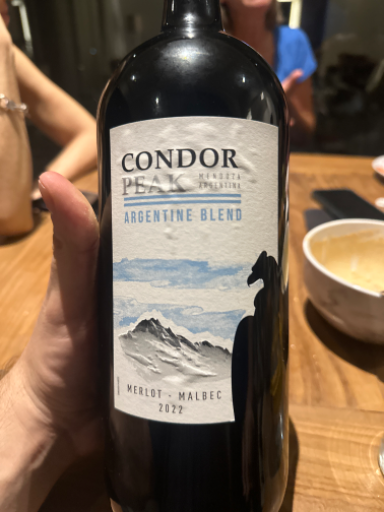 CONDOR
PEAK MENDOZA
ARGENTINA
ARGENTINE BLEND
MERLOT - MALBEC
2022